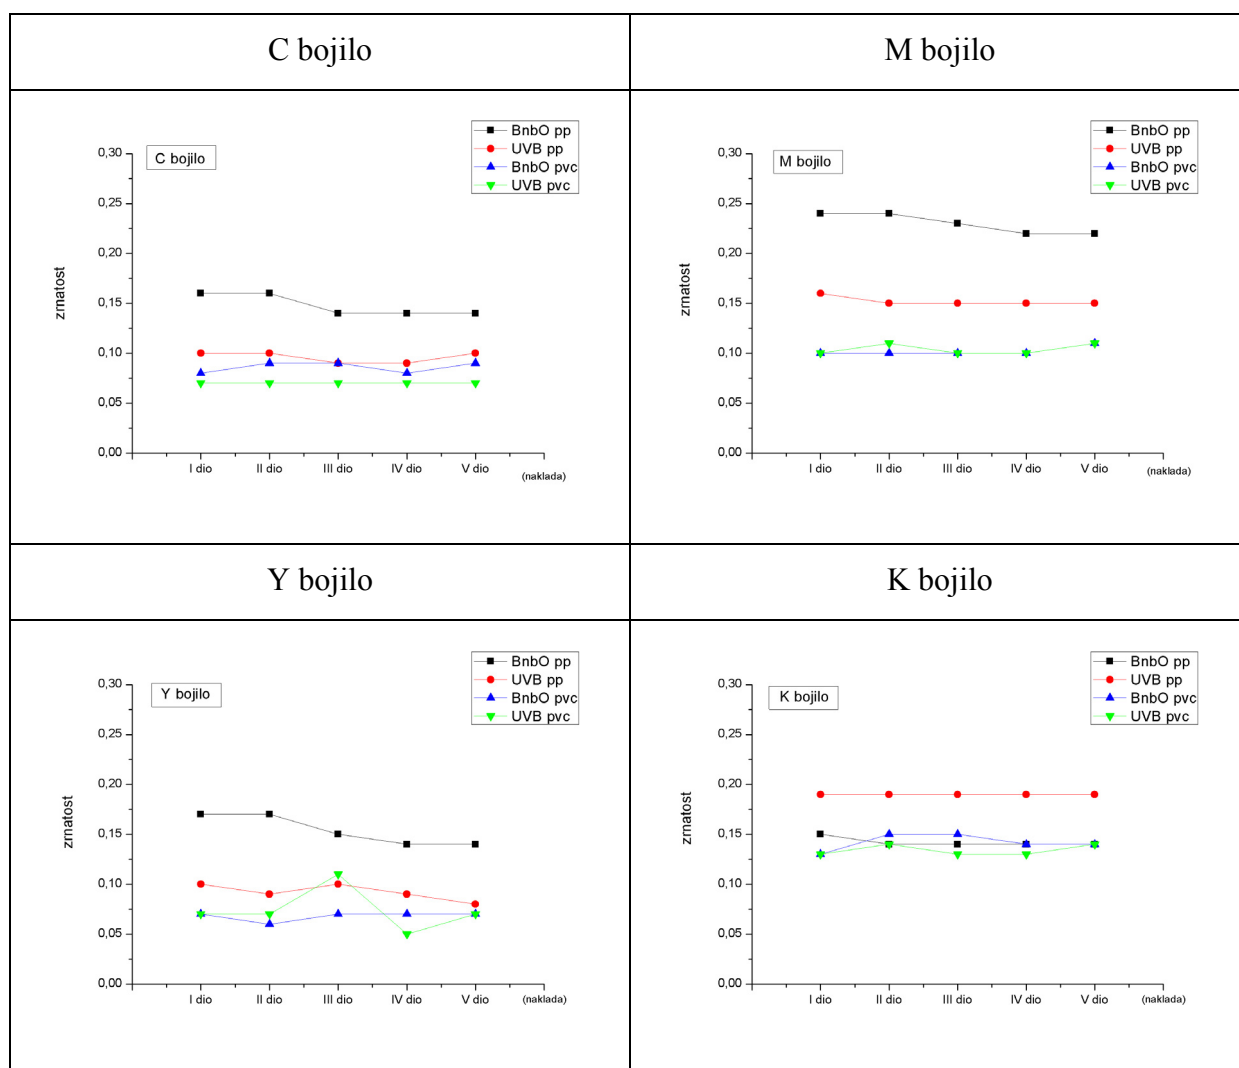 C bojilo
M bojilo
BnbO pp
UVB pp
BnbO pvc
UVB pvc
C bojilo
zrnatost
0,30
0,25
0,20
0,15
0,10
0,05
0,00
I dio
II dio
III dio
IV dio
V dio
(naklada)
BnbO pp
UVB pp
BnbO pvc
UVB pvc
M bojilo
zrnatost
0,30
0,25
0,20
0,15
0,10
0,05
0,00
I dio
II dio
III dio
IV dio
V dio
(naklada)
Y bojilo
K bojilo
BnbO pp
UVB pp
BnbO pvc
UVB pvc
Y bojilo
zrnatost
0,30
0,25
0,20
0,15
0,10
0,05
0,00
I dio
II dio
III dio
IV dio
V dio
(naklada)
BnbO pp
UVB pp
BnbO pvc
UVB pvc
K bojilo
zrnatost
0,30
0,25
0,20
0,15
0,10
0,05
0,00
I dio
II dio
III dio
IV dio
V dio
(naklada)